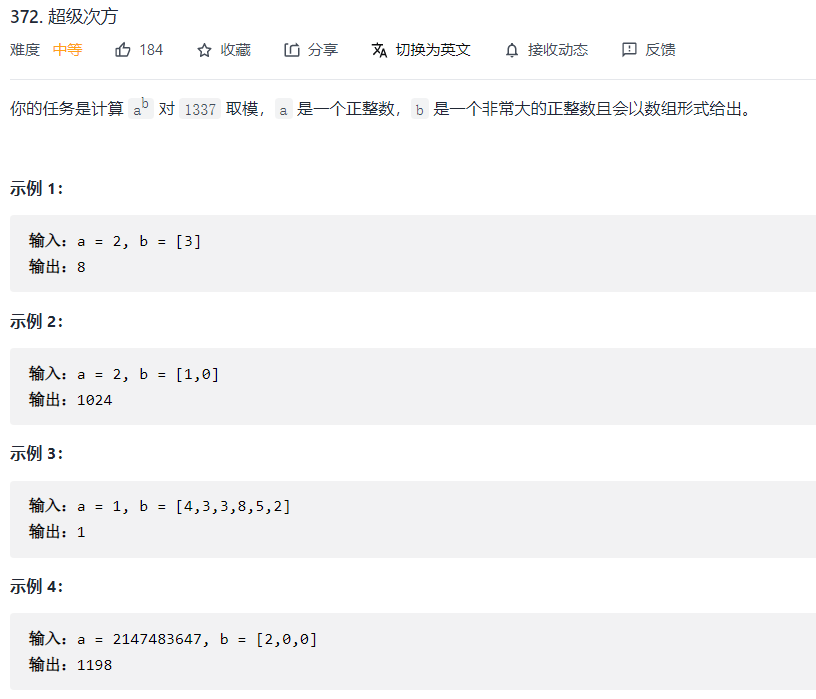 372. 超级次方
难度 中等 184 收藏 分享 切换为英文 接收动态 反馈
你的任务是计算 a^b 对 1337 取模，a 是一个正整数，b 是一个非常大的正整数且会以数组形式给出。
示例 1：
输入：a = 2, b = [3]
输出：8
示例 2：
输入：a = 2, b = [1,0]
输出：1024
示例 3：
输入：a = 1, b = [4,3,3,8,5,2]
输出：1
示例 4：
输入：a = 2147483647, b = [2,0,0]
输出：1198